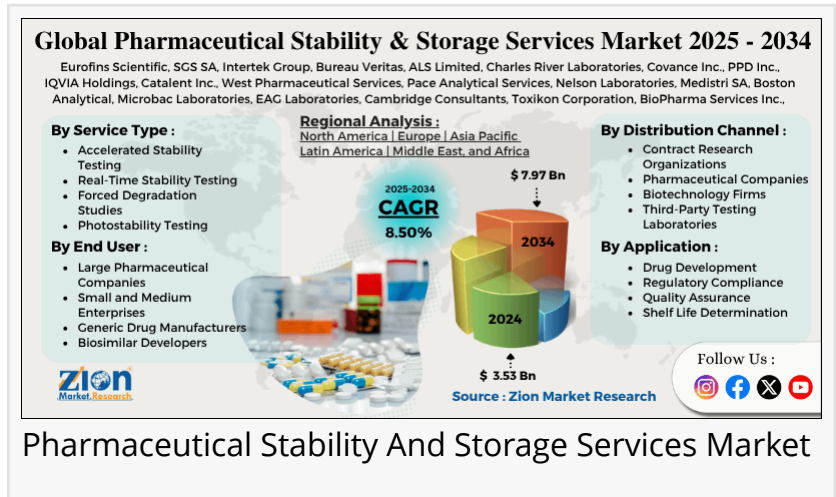 Global Pharmaceutical Stability & Storage Services Market 2025 - 2034
Eurofins Scientific, SGS SA, Intertek Group, Bureau Veritas, ALS Limited, Charles River Laboratories, Covance Inc., PPD Inc.,
IQVIA Holdings, Catalent Inc., West Pharmaceutical Services, Pace Analytical Services, Nelson Laboratories, Medistri SA, Boston
Analytical, Microbac Laboratories, EAG Laboratories, Cambridge Consultants, Toxikon Corporation, BioPharma Services Inc.,
By Service Type :
Accelerated Stability
Testing
Real-Time Stability Testing
Forced Degradation
Studies
Photostability Testing
By End User :
Large Pharmaceutical
Companies
Small and Medium
Enterprises
Generic Drug Manufacturers
Biosimilar Developers
Regional Analysis :
North America | Europe | Asia Pacific
Latin America | Middle East, and Africa
2025-2034
CAGR
8.50%
$ 7.97 Bn
2034
2024
$ 3.53 Bn
Source : Zion Market Research
By Distribution Channel :
Contract Research
Organizations
Pharmaceutical Companies
Biotechnology Firms
Third-Party Testing
Laboratories
By Application :
Drug Development
Regulatory Compliance
Quality Assurance
Shelf Life Determination
Follow Us :
Zion
Market.Research
Pharmaceutical Stability And Storage Services Market